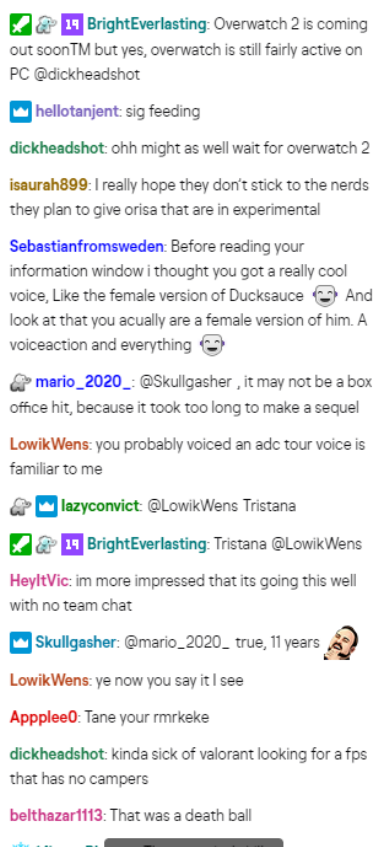 19 BrightEverlasting: Overwatch 2 is coming
out soonTM but yes, overwatch is still fairly active on
PC @dickheadshot
hellotanjent: sig feeding
dickheadshot: ohh might as well wait for overwatch 2
isaurah899: I really hope they don't stick to the nerds
they plan to give orisa that are in experimental
Sebastianfromsweden: Before reading your
information window i thought you got a really cool
voice, Like the female version of Ducksauce And
look at that you acually are a female version of him. A
voiceaction and everything
mario_2020_: @Skullgasher , it may not be a box
office hit, because it took too long to make a sequel
LowikWens: you probably voiced an adc tour voice is
familiar to me
lazyconvict: @LowikWens Tristana
19 BrightEverlasting: Tristana @LowikWens
HeyItVic: im more impressed that its going this well
with no team chat
Skullgasher: @mario_2020_ true, 11 years
LowikWens: ye now you say it I see
Appplee0: Tane your rmrkeke
dickheadshot: kinda sick of valorant looking for a fps
that has no campers
belthazar1113: That was a death ball